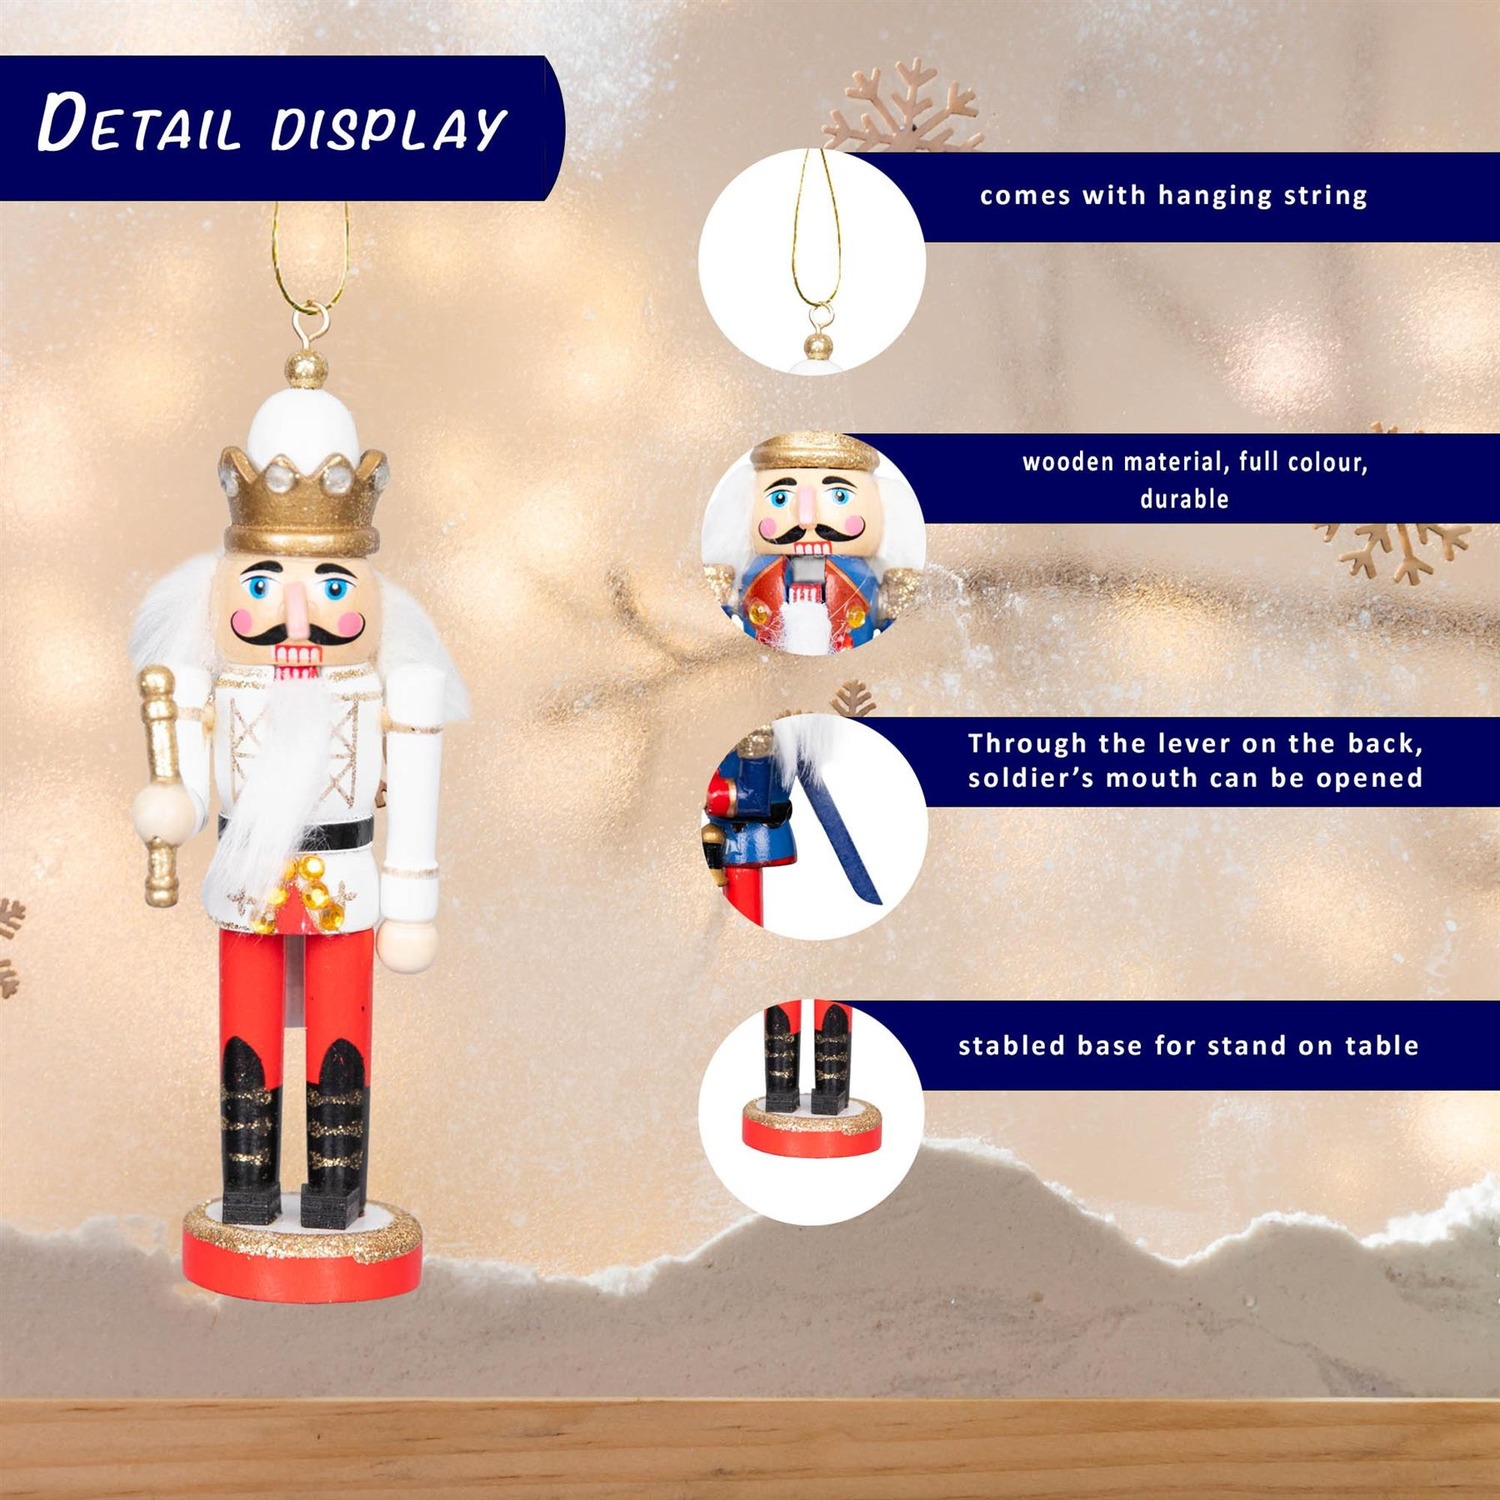 Detail display
comes with hanging string
wooden material, full colour,
durable
Through the lever on the back,
soldier's mouth can be opened
stabled base for stand on table